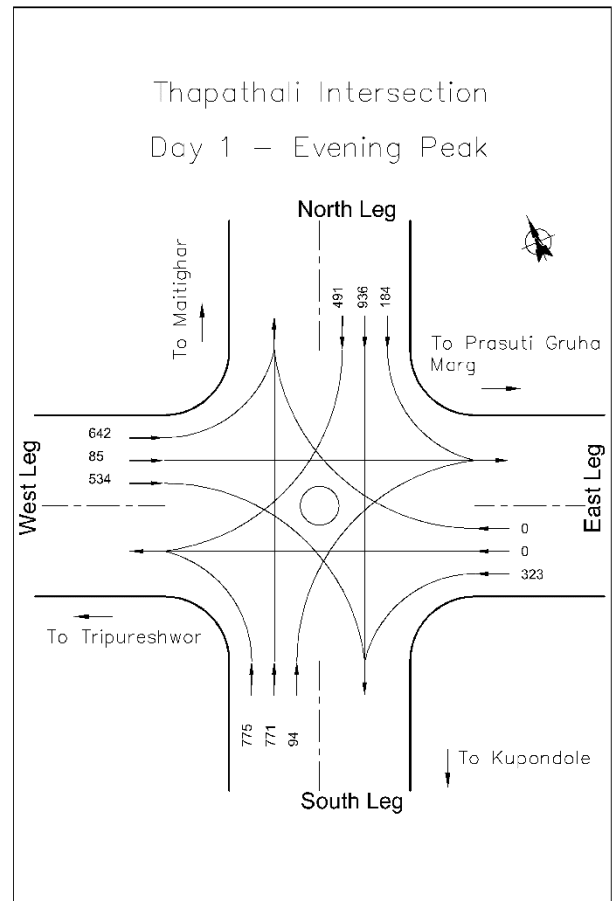 Thapathali Intersection
Day 1 – Evening Peak
North Leg
To Maitighar
491
936
184
To Prasuti Gruha
Marg
642
85
534
West Leg
East Leg
0
0
323
To Tripureshwor
775
771
94
To Kupondole
South Leg